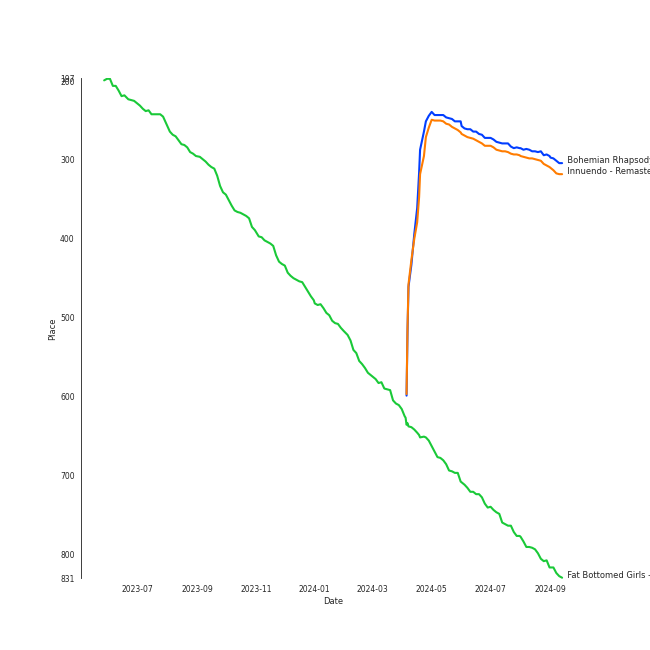 197
200
300
400
500
600
700
800
831
Place
2023-07 2023-09 2023-11 2024-01 2024-03 2024-05 2024-07 2024-09
Date
Bohemian Rhapsod
Innuendo - Remaste
Fat Bottomed Girls -